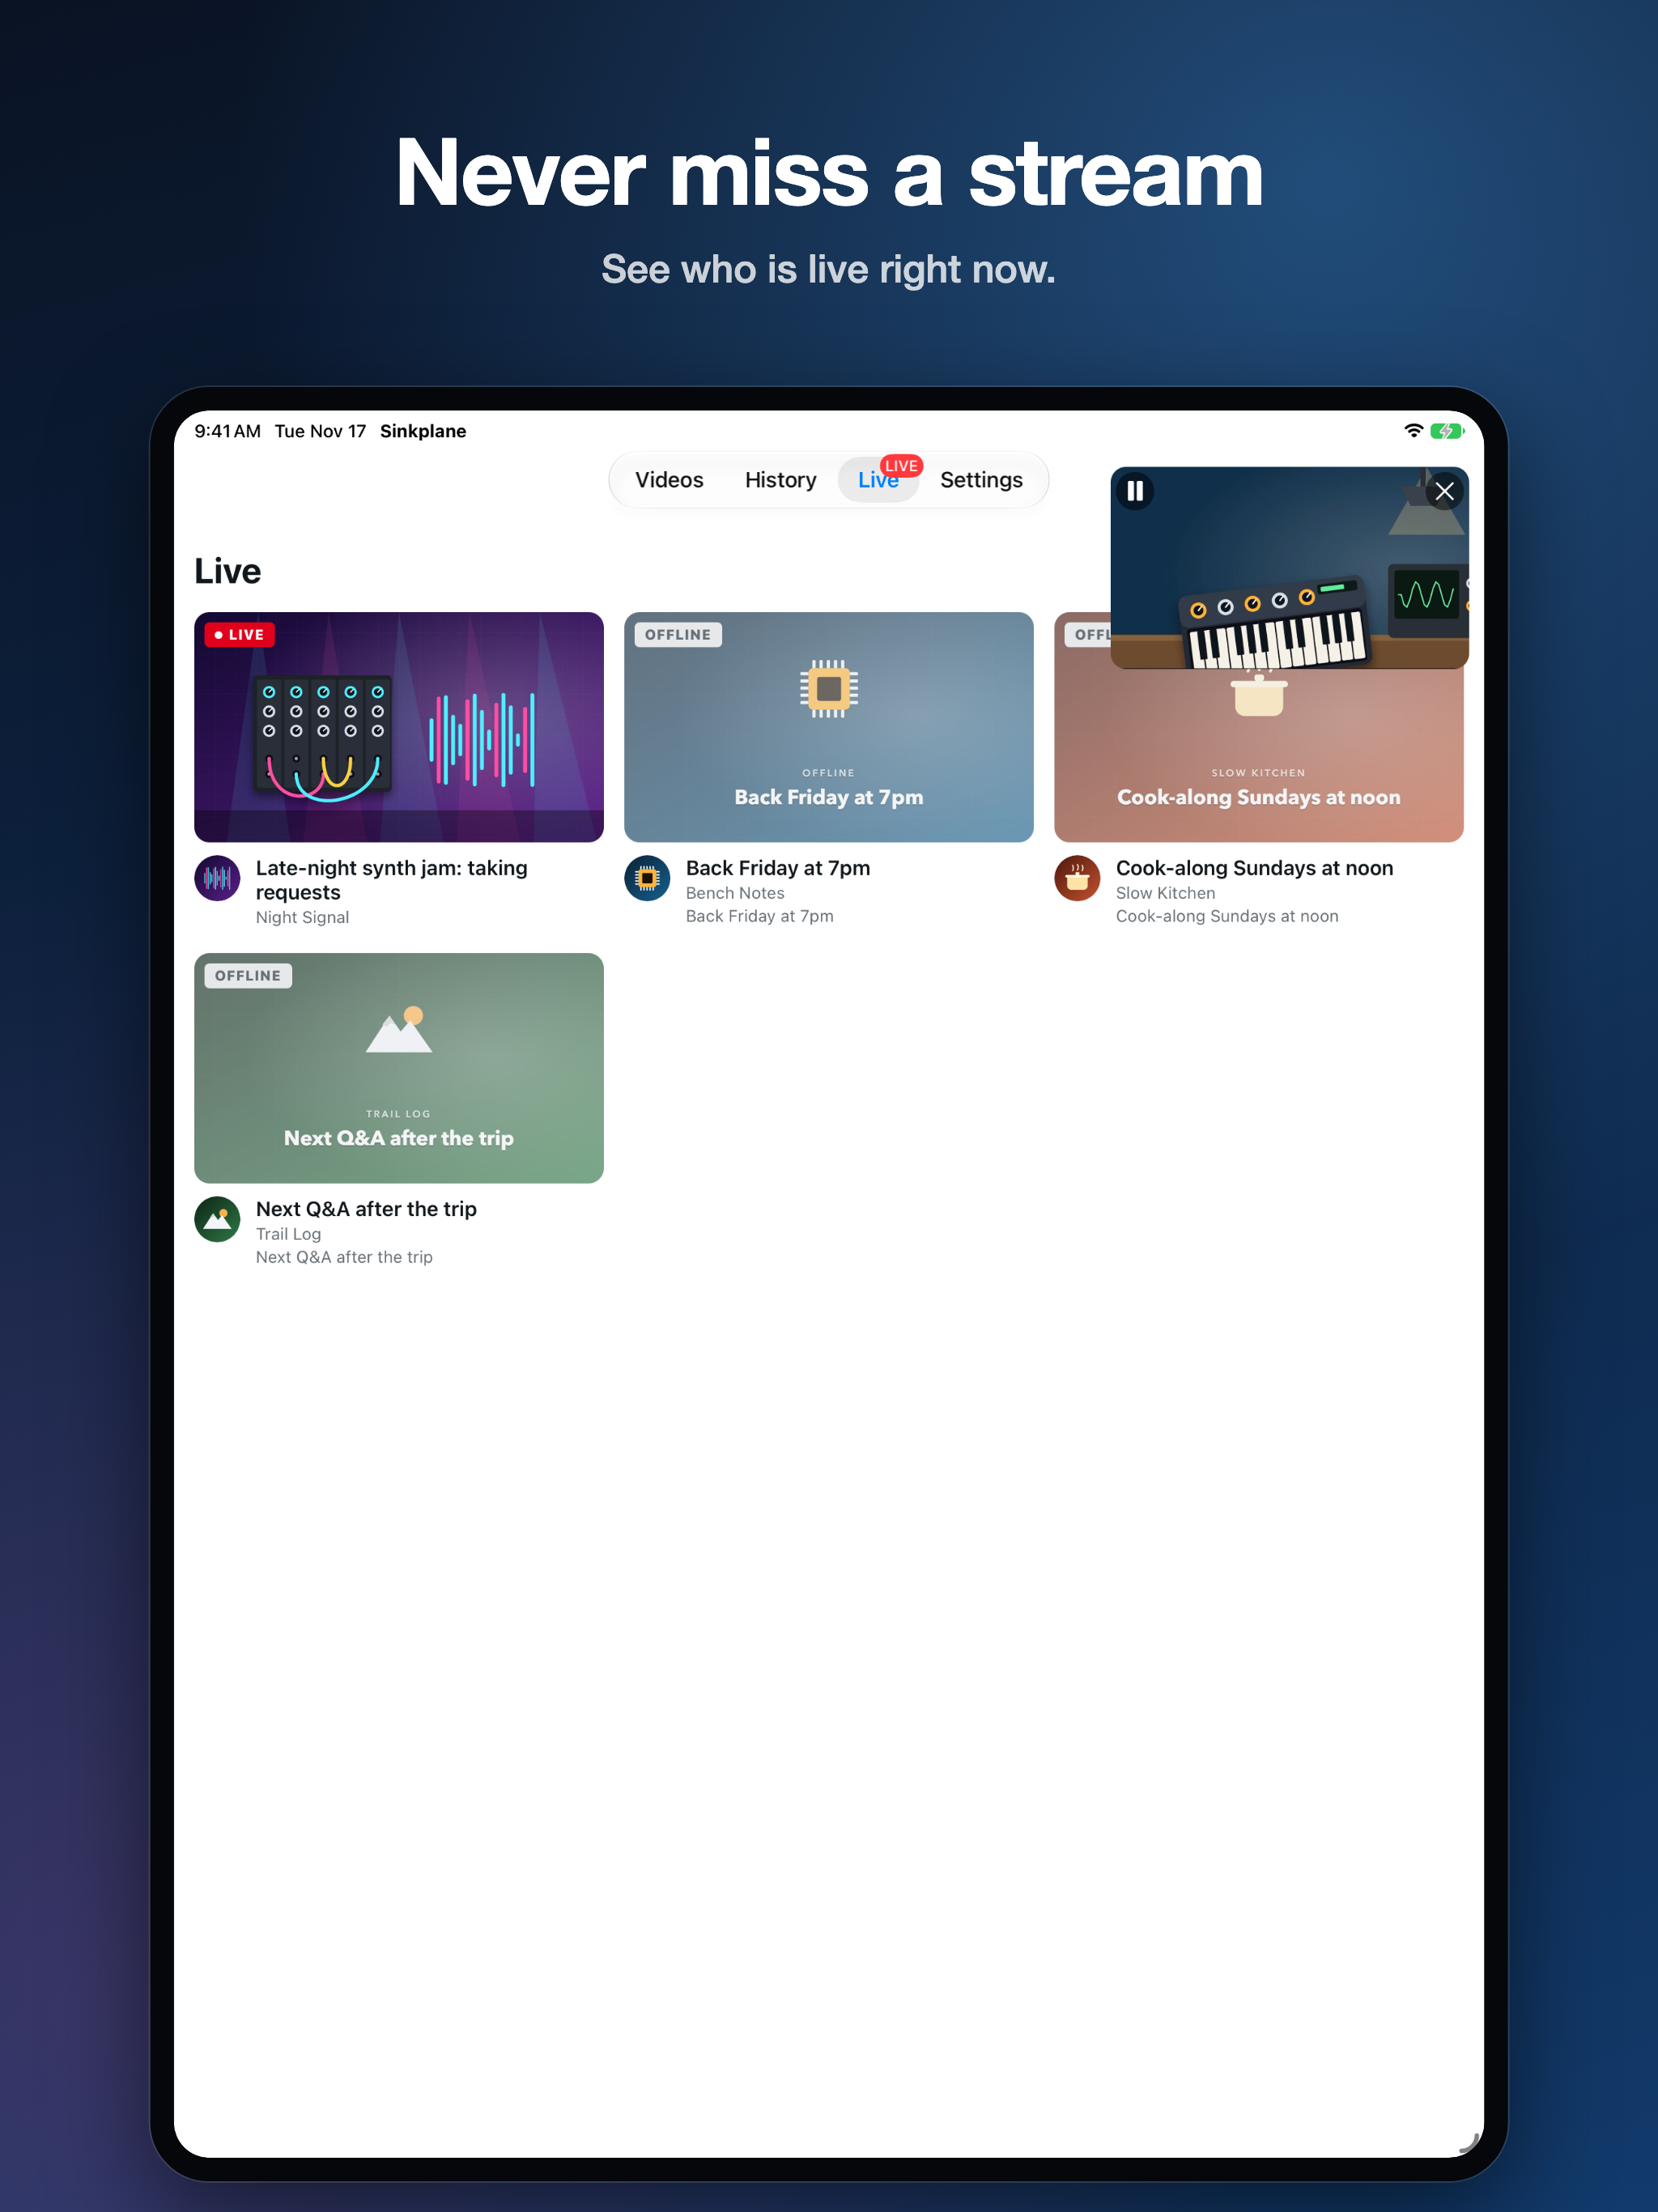 Never miss a stream
See who is live right now.
9:41 AM Tue Nov 17 Sinkplane
Videos History Live LIVE Settings
Live
LIVE
OFFLINE
OFFLINE
Back Friday at 7pm
OFFL
SLOW KITCHEN
Cook-along Sundays at noon
Late-night synth jam: taking
requests
Night Signal
Back Friday at 7pm
Bench Notes
Back Friday at 7pm
Cook-along Sundays at noon
Slow Kitchen
Cook-along Sundays at noon
OFFLINE
TRAIL LOG
Next Q&A after the trip
Next Q&A after the trip
Trail Log
Next Q&A after the trip